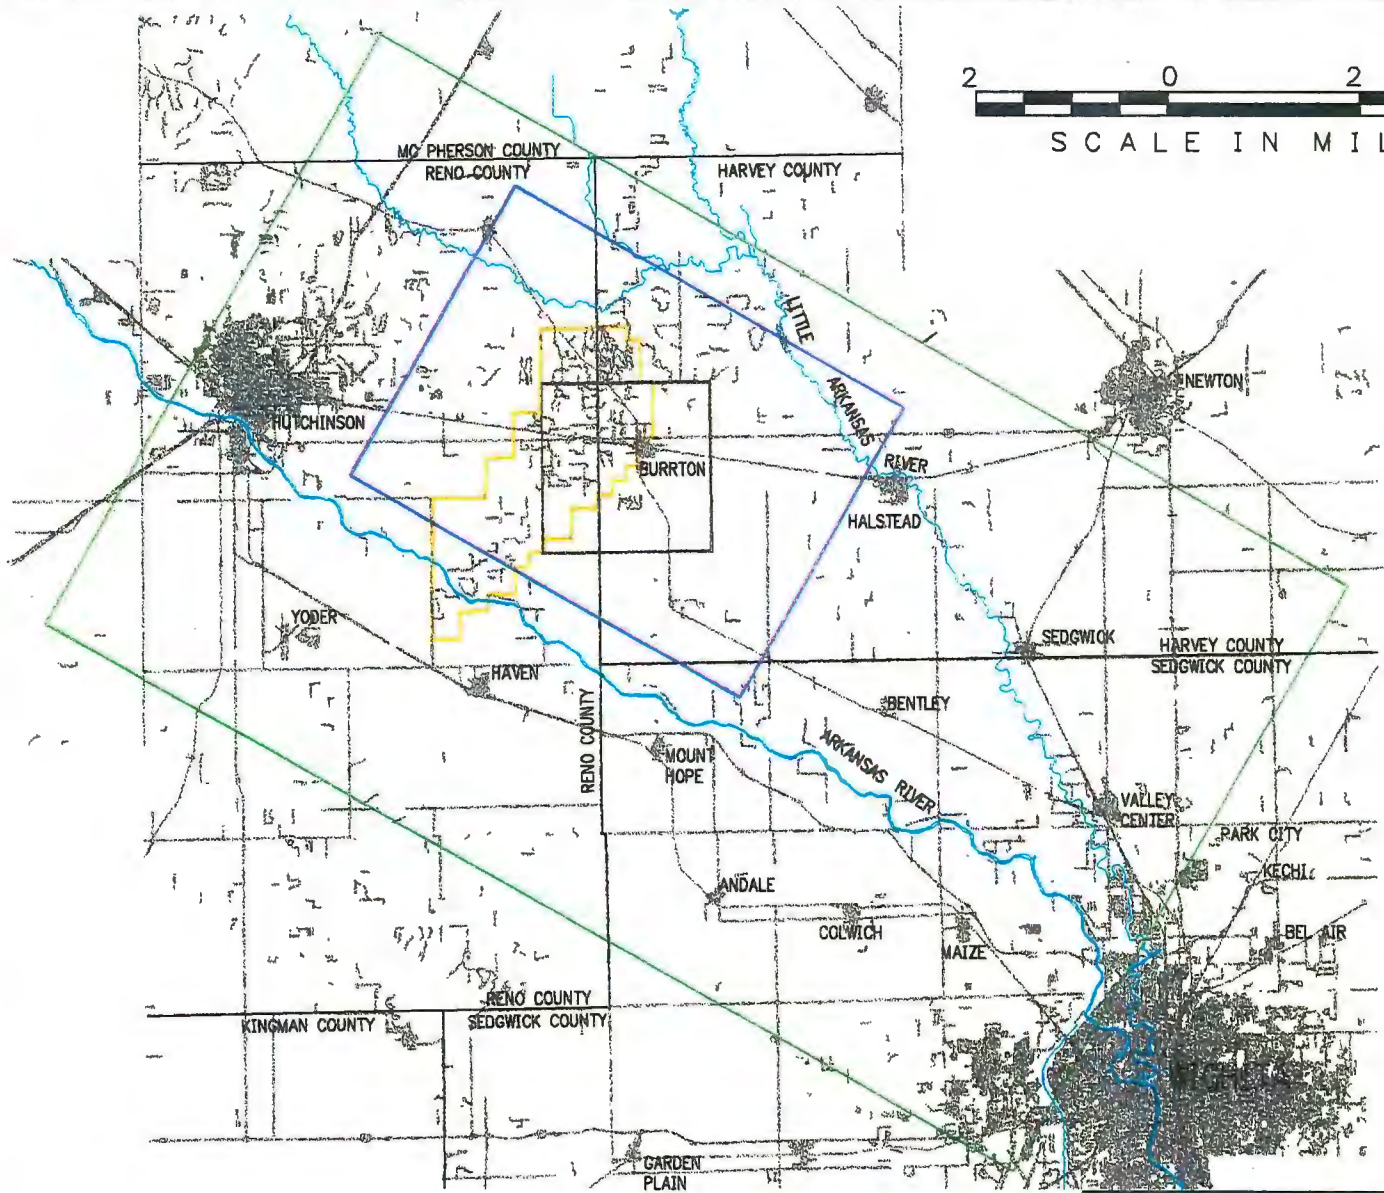 2 0 2
SCALE IN MIL
MC PHERSON COUNTY
RENO COUNTY
HARVEY COUNTY
LITTLE
ARKANSAS
RIVER
NEWTON
HUTCHINSON
BURRTON
HALSTEAD
YODER
SEDGWICK
HARVEY COUNTY
SEDGWICK COUNTY
HAVEN
BENTLEY
RENO COUNTY
MOUNT
HOPE
ARKANSAS RIVER
VALLEY
CENTER
PARK CITY
KECHI
ANDALE
COLWICH
MAIZE
BEL AIR
RENO COUNTY
KINGMAN COUNTY
SEDGWICK COUNTY
WICHITA
GARDEN
PLAIN